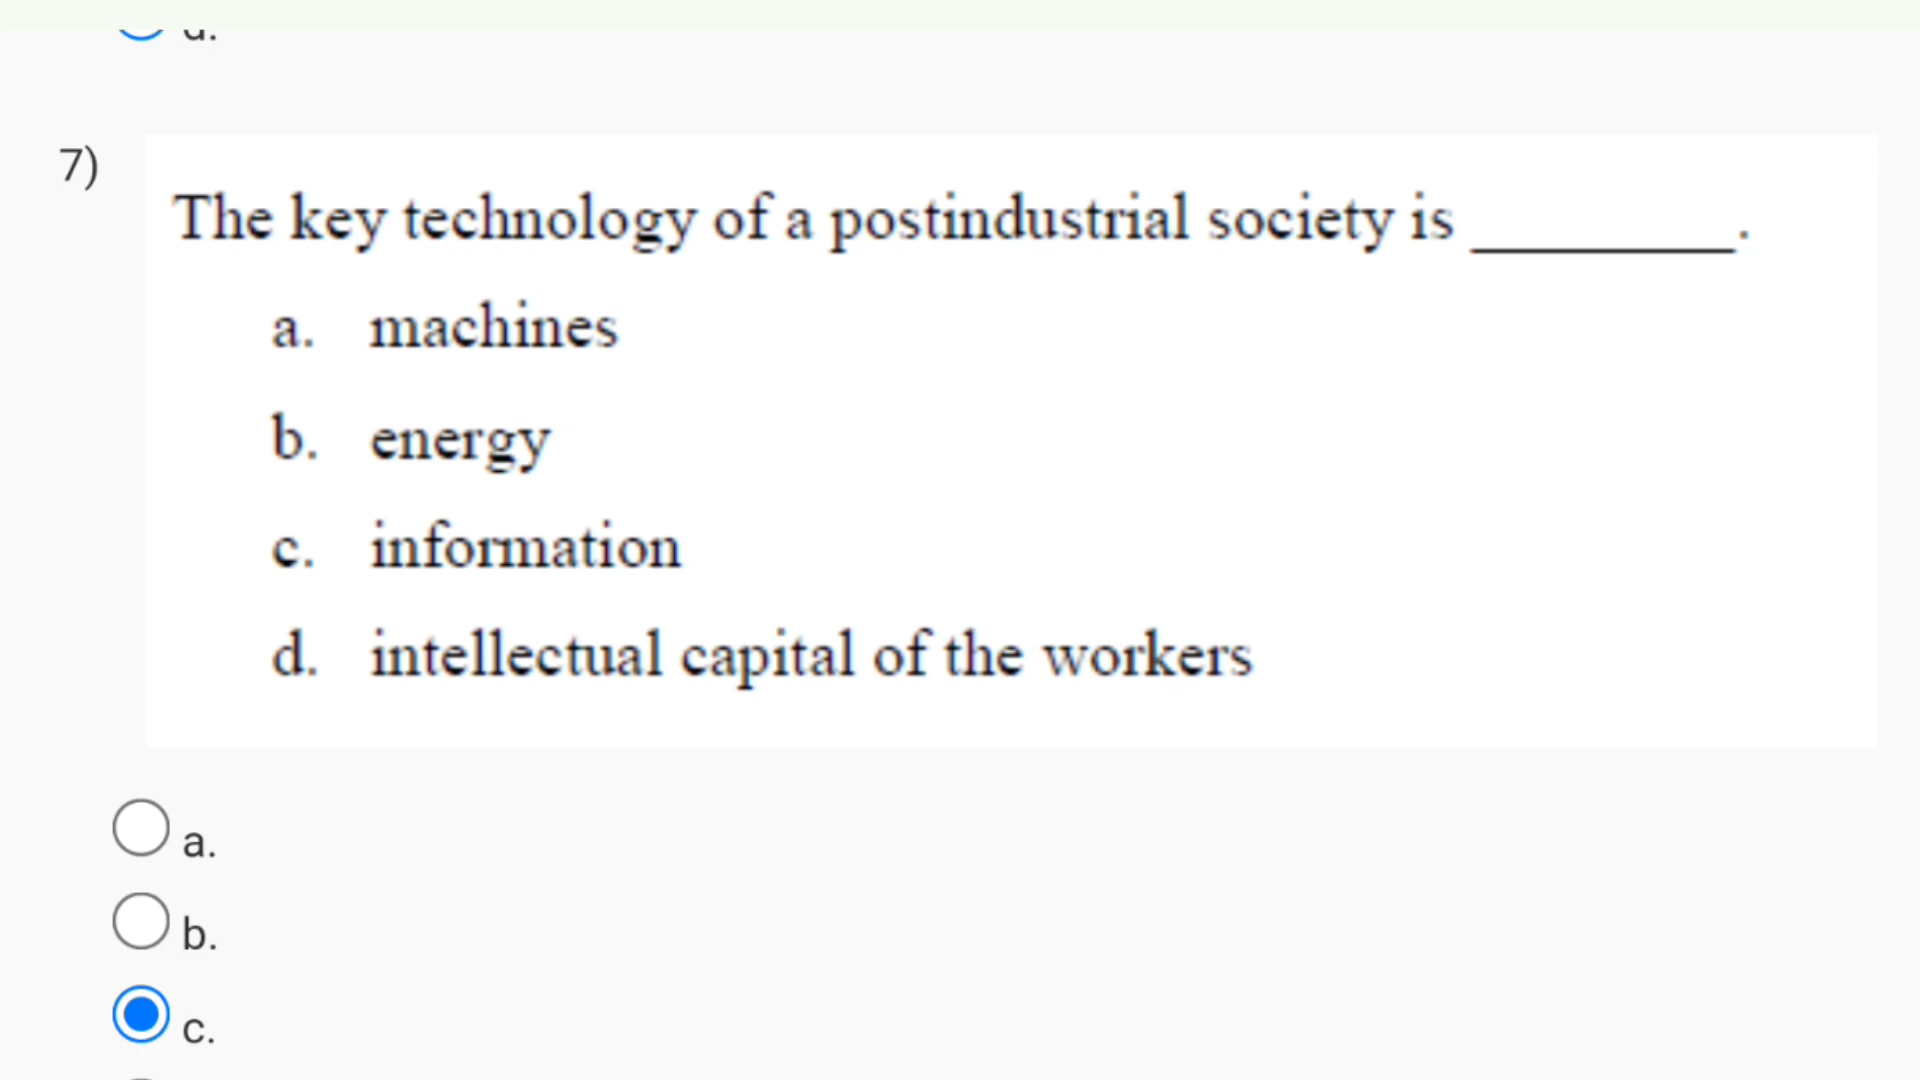 7)
The key technology of a postindustrial society is ________.
a. machines
b. energy
c. information
d. intellectual capital of the workers
a.
b.
c.